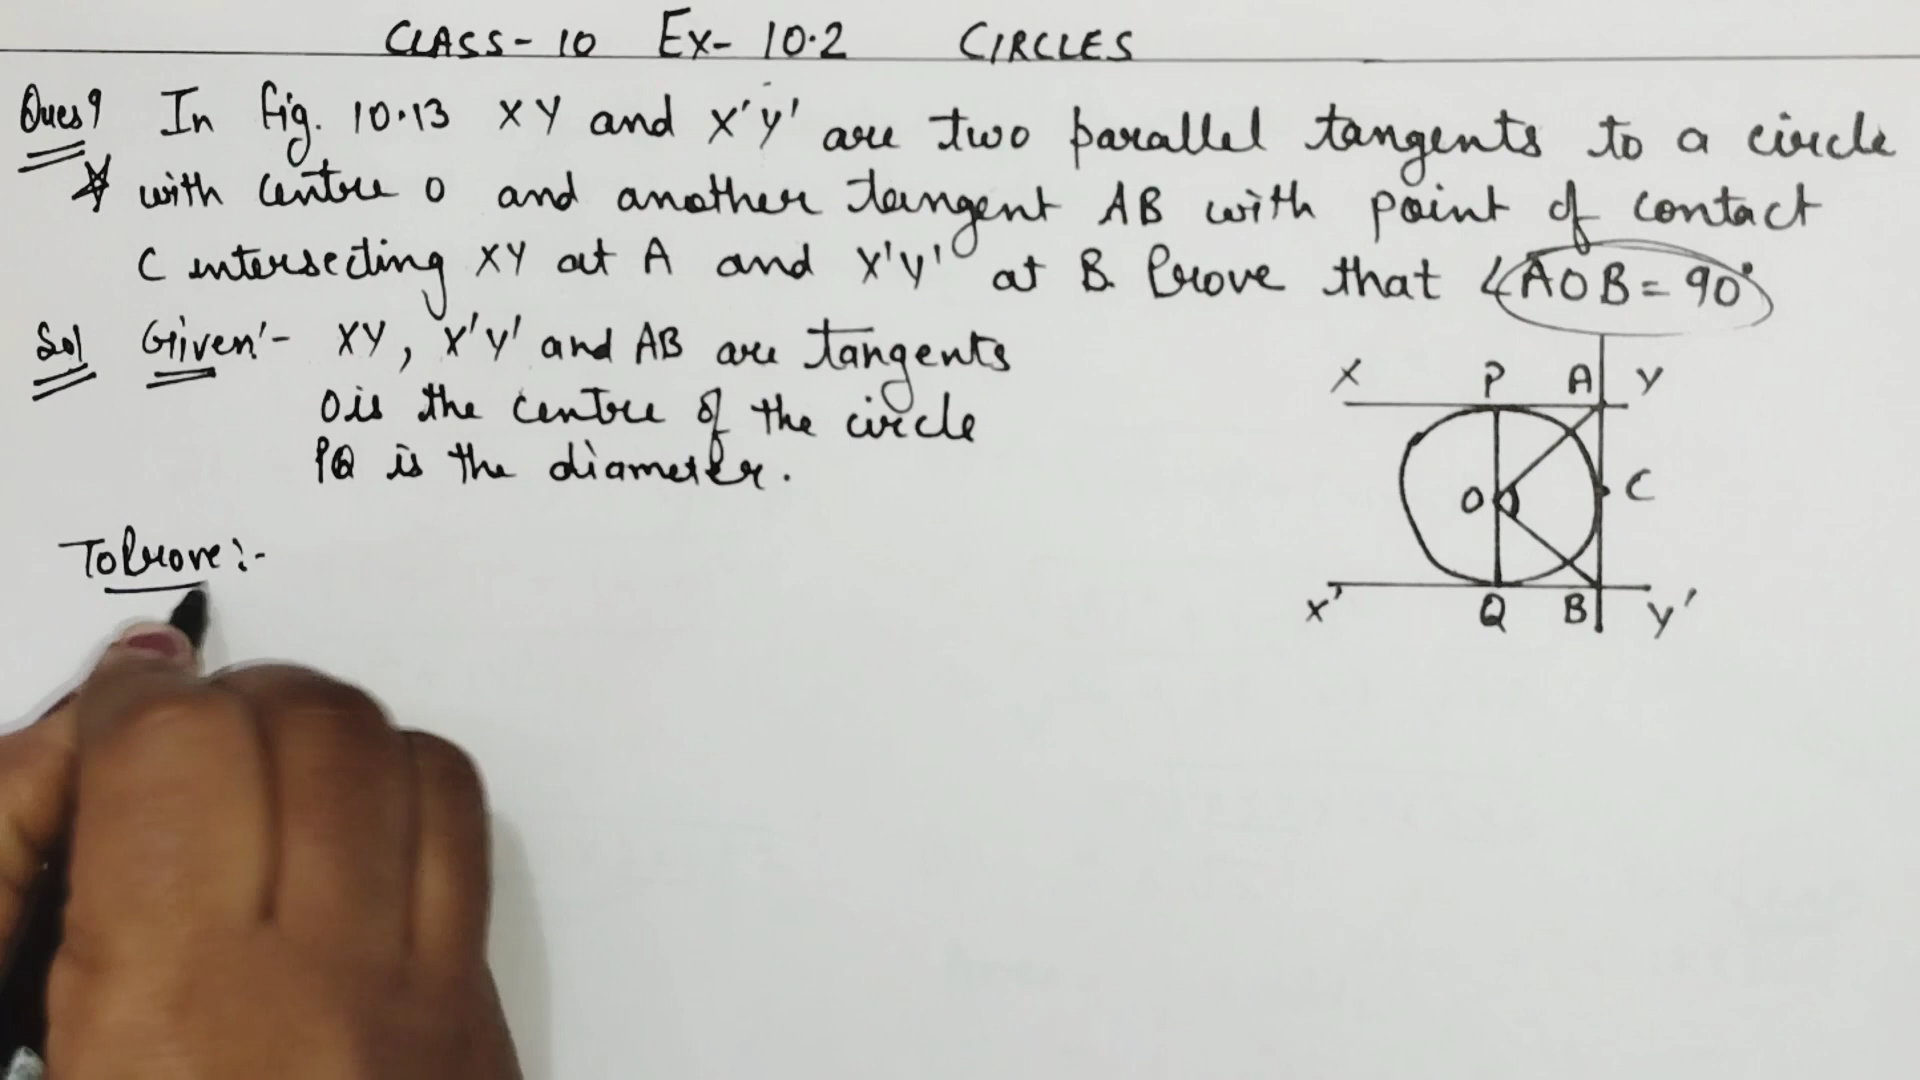 CLASS-10 EX-10.2 CIRCLES
Ques 9 In fig. 10.13 XY and X'Y' are two parallel tangents to a circle
with centre O and another tangent AB with point of contact
C intersecting XY at A and X'Y' at B. Prove that ∠AOB = 90°
Sol Given:- XY, X'Y' and AB are tangents
O is the centre of the circle
PQ is the diameter.
To Prove:-
X P A Y
O C
X' Q B Y'